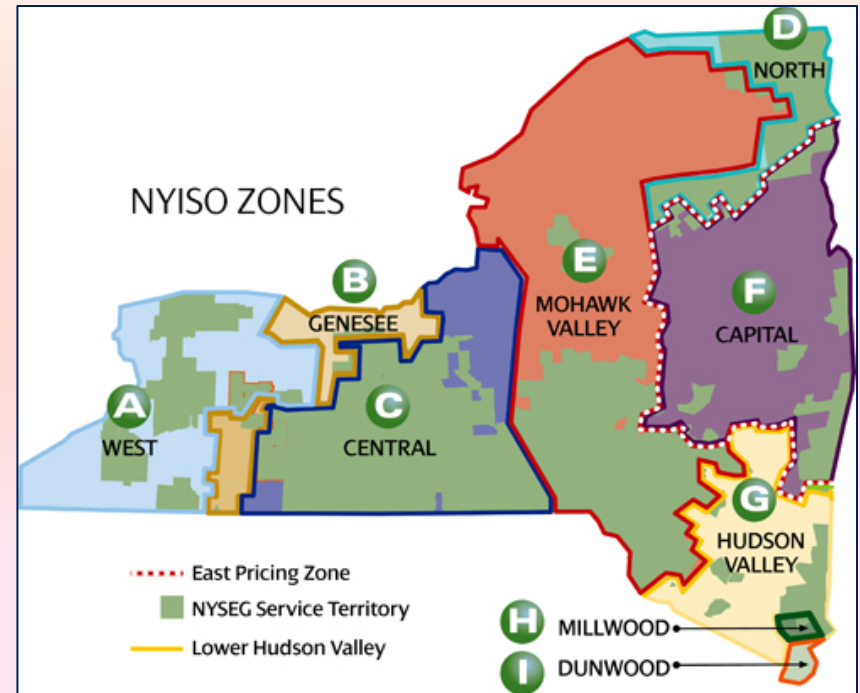 D
NORTH
NYISO ZONES
B
GENESEE
E
MOHAWK
VALLEY
F
CAPITAL
A
WEST
C
CENTRAL
G
HUDSON
VALLEY
East Pricing Zone
NYSEG Service Territory
Lower Hudson Valley
H MILLWOOD
I DUNWOOD